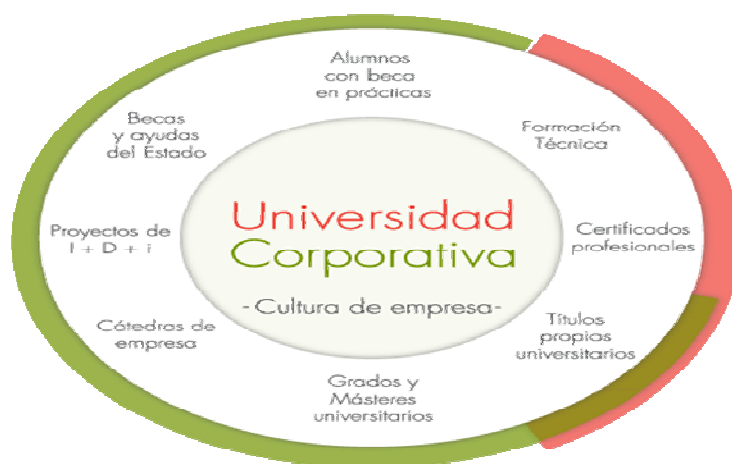 Alumnos
con beca
en prácticas
Formación
Técnica
Certificados
profesionales
Títulos
propios
universitarios
Grados y
Másteres
universitarios
Cátedras de
empresa
Proyectos de
I + D + i
Becas
y ayudas
del Estado
Universidad
Corporativa
-Cultura de empresa-